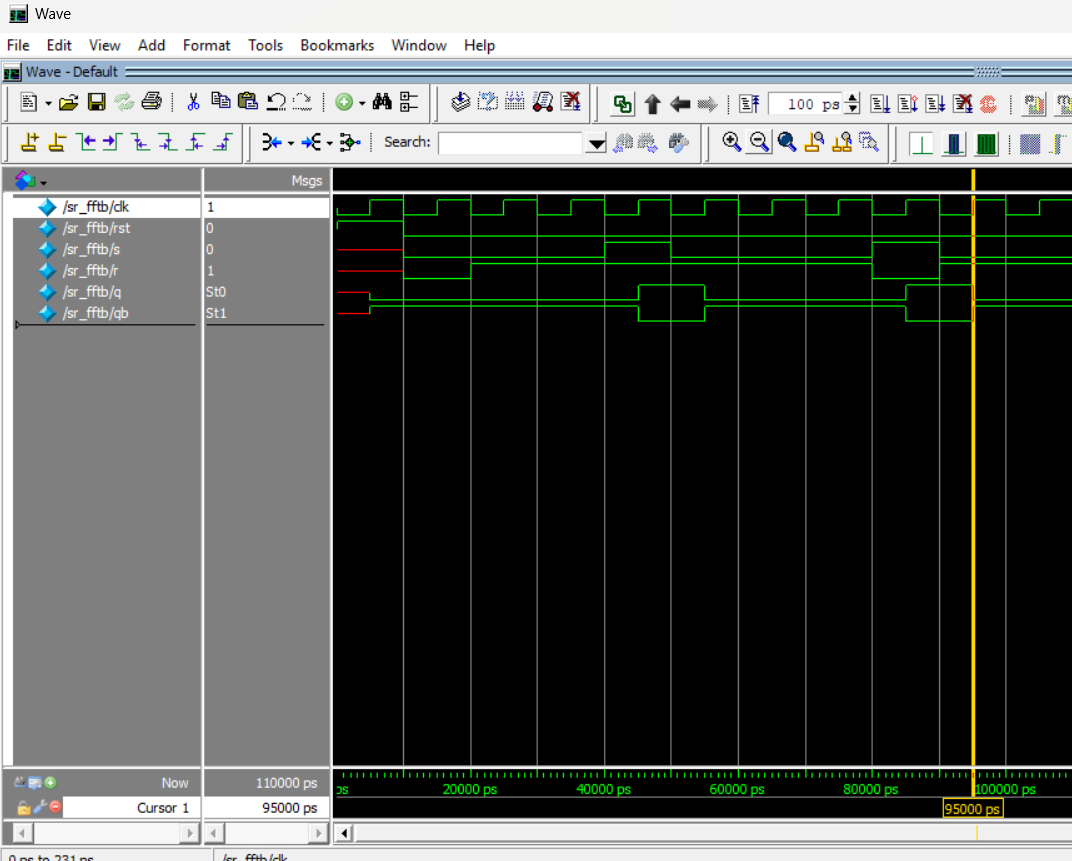 Wave
File Edit View Add Format Tools Bookmarks Window Help
Wave - Default
100 ps
Search:
Msgs
/sr_fftb/clk 1
/sr_fftb/rst 0
/sr_fftb/s 0
/sr_fftb/r 1
/sr_fftb/q St0
/sr_fftb/qb St1
Now 110000 ps
ps 20000 ps 40000 ps 60000 ps 80000 ps 100000 ps
Cursor 1 95000 ps
95000 ps
0 ps to 231 ps /sr_fftb/clk